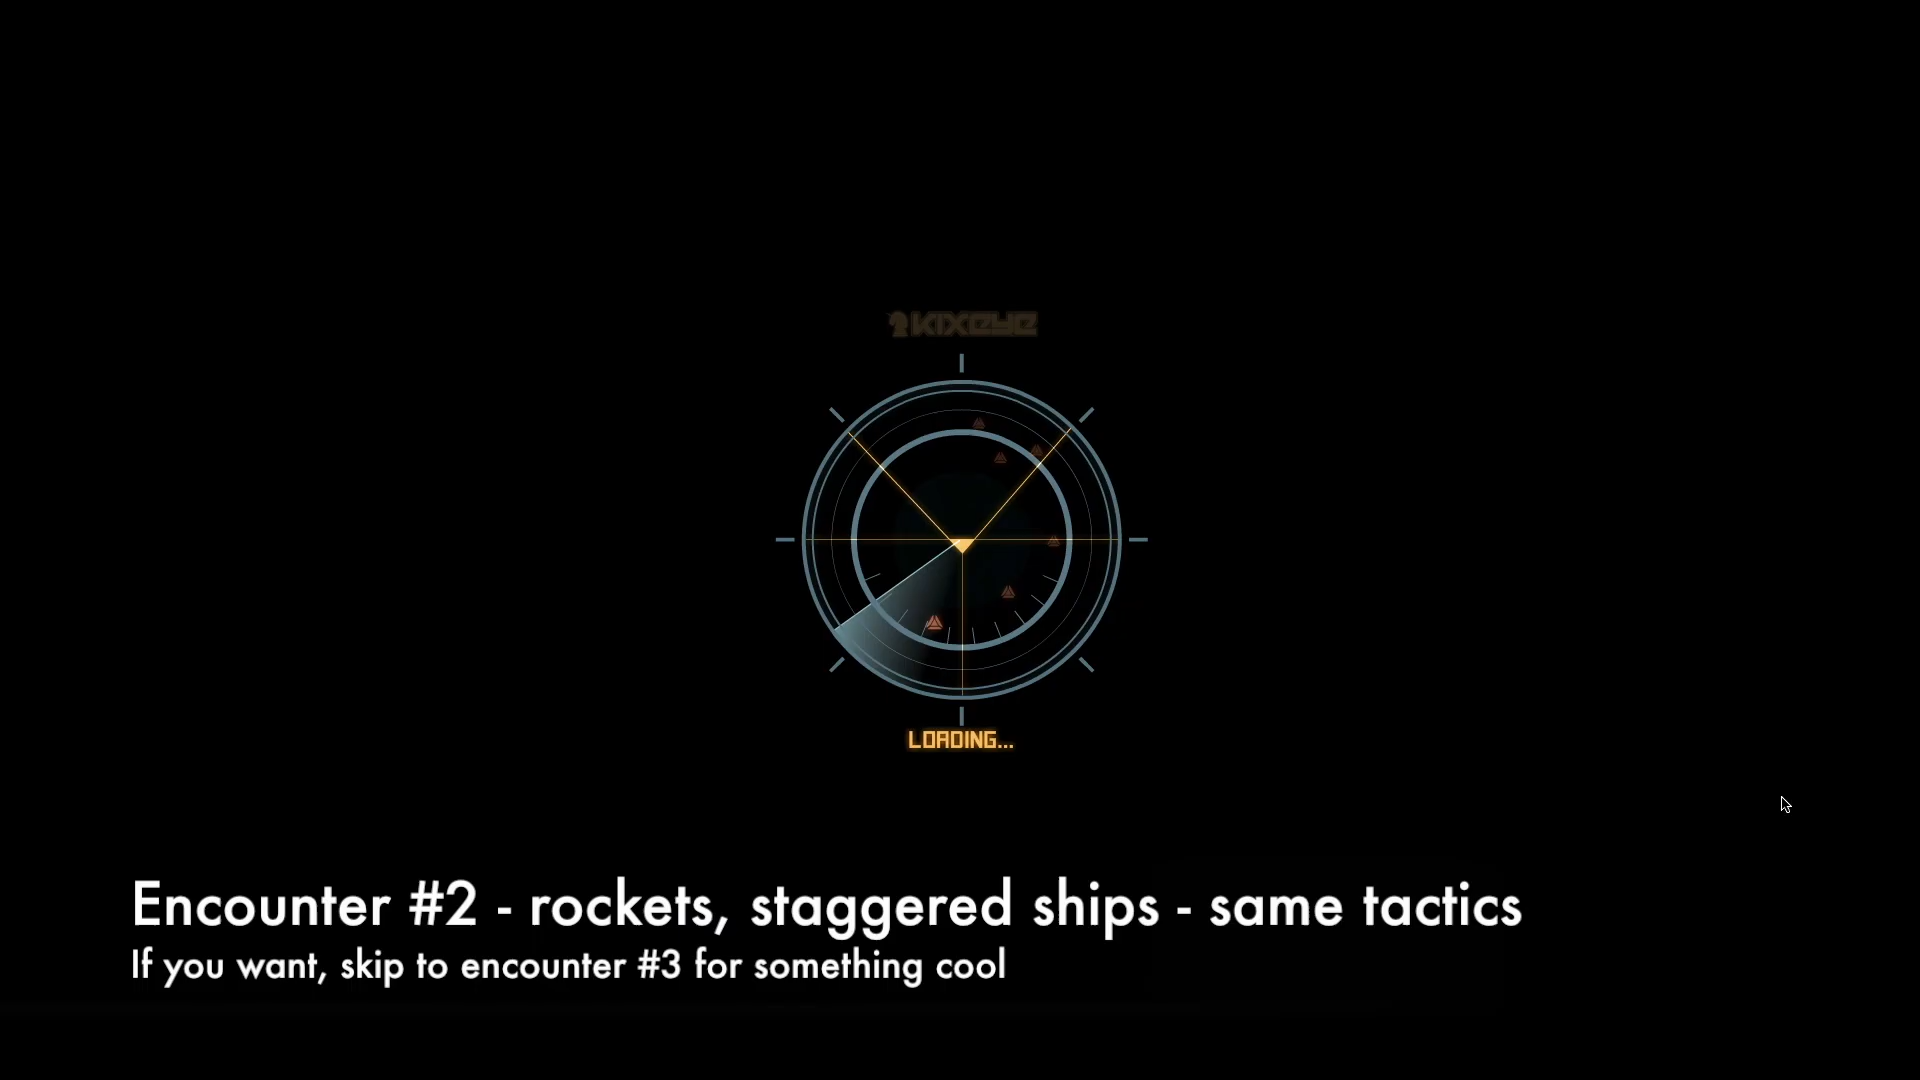 KIXEYE
LOADING...
Encounter #2 - rockets, staggered ships - same tactics
If you want, skip to encounter #3 for something cool